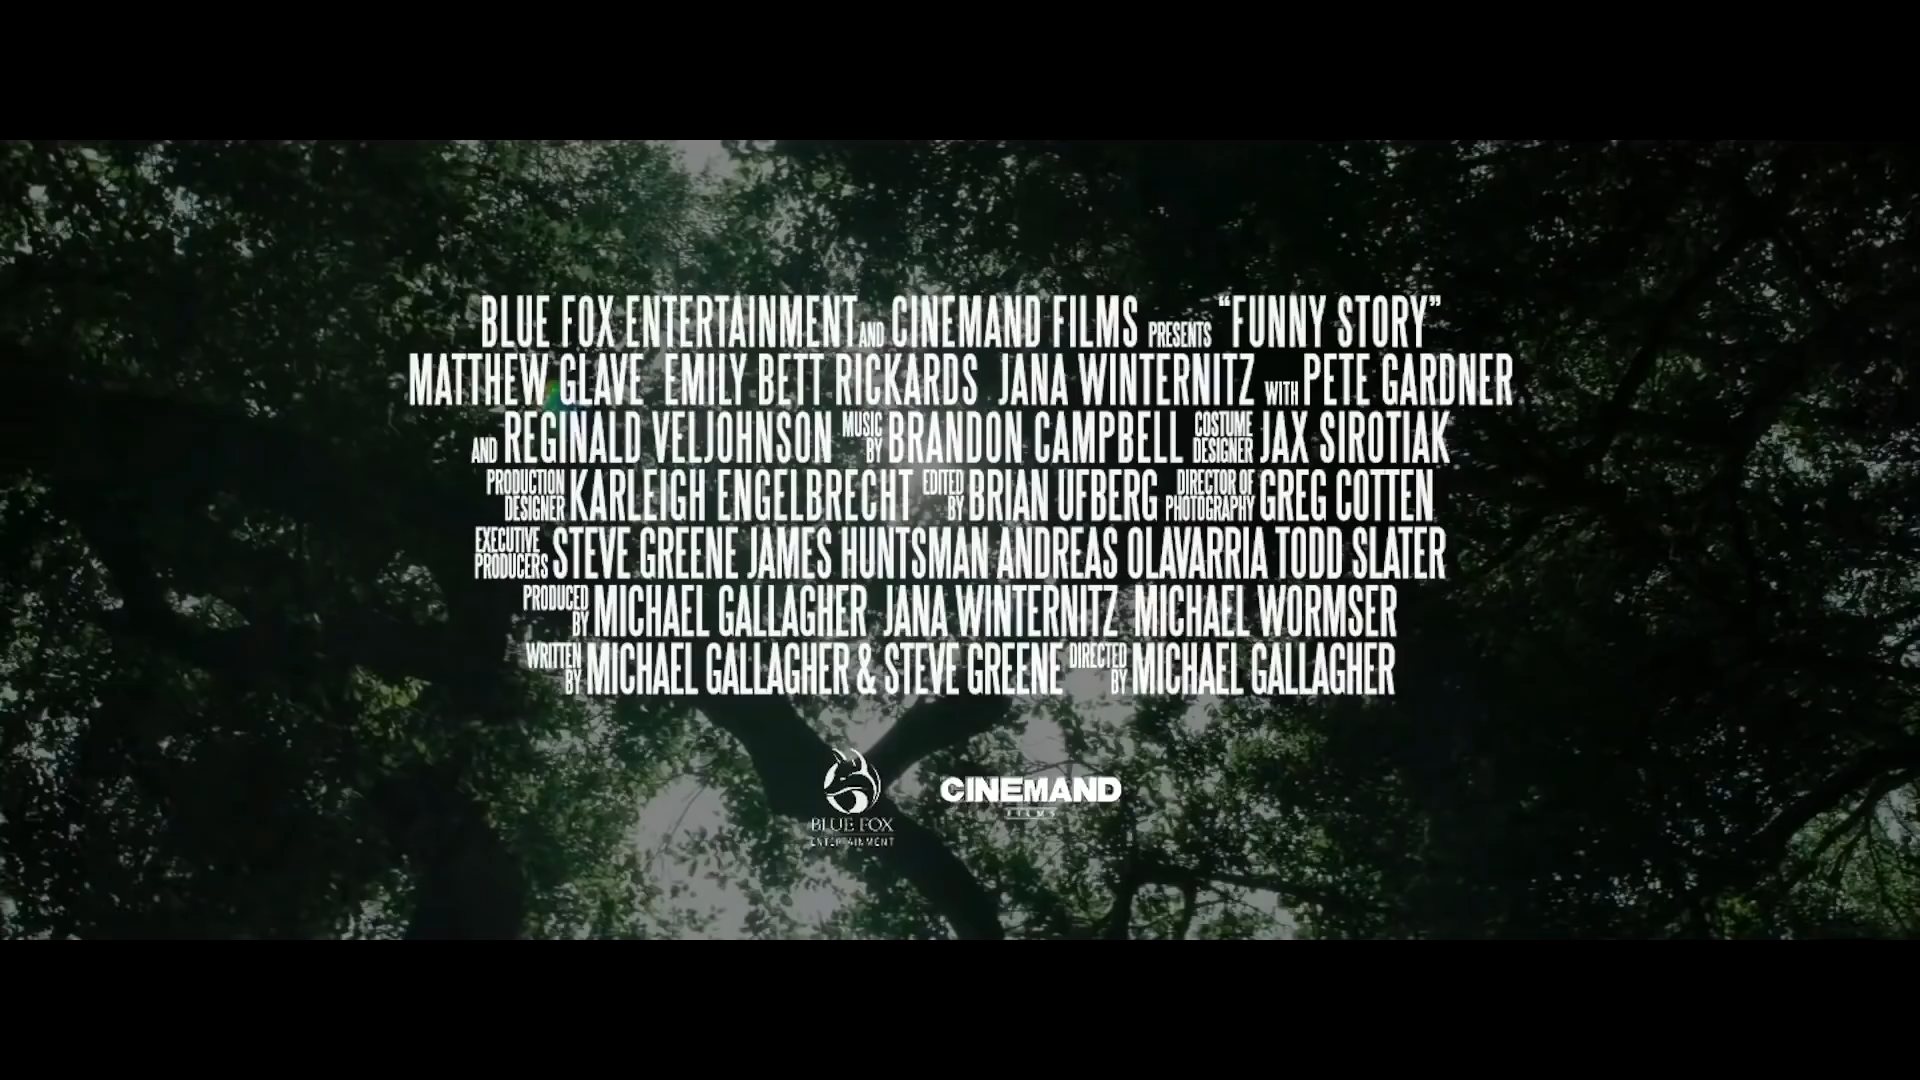 BLUE FOX ENTERTAINMENT AND CINEMAND FILMS PRESENTS “FUNNY STORY”
MATTHEW GLAVE EMILY BETT RICKARDS JANA WINTERNITZ WITH PETE GARDNER
AND REGINALD VELJOHNSON MUSIC BY BRANDON CAMPBELL COSTUME DESIGNER JAX SIROTIAK
PRODUCTION DESIGNER KARLEIGH ENGELBRECHT EDITED BY BRIAN UFBERG DIRECTOR OF PHOTOGRAPHY GREG COTTEN
EXECUTIVE PRODUCERS STEVE GREENE JAMES HUNTSMAN ANDREAS OLAVARRIA TODD SLATER
PRODUCED BY MICHAEL GALLAGHER JANA WINTERNITZ MICHAEL WORMSER
WRITTEN BY MICHAEL GALLAGHER & STEVE GREENE DIRECTED BY MICHAEL GALLAGHER
BLUE FOX
ENTERTAINMENT
CINEMAND
FILMS